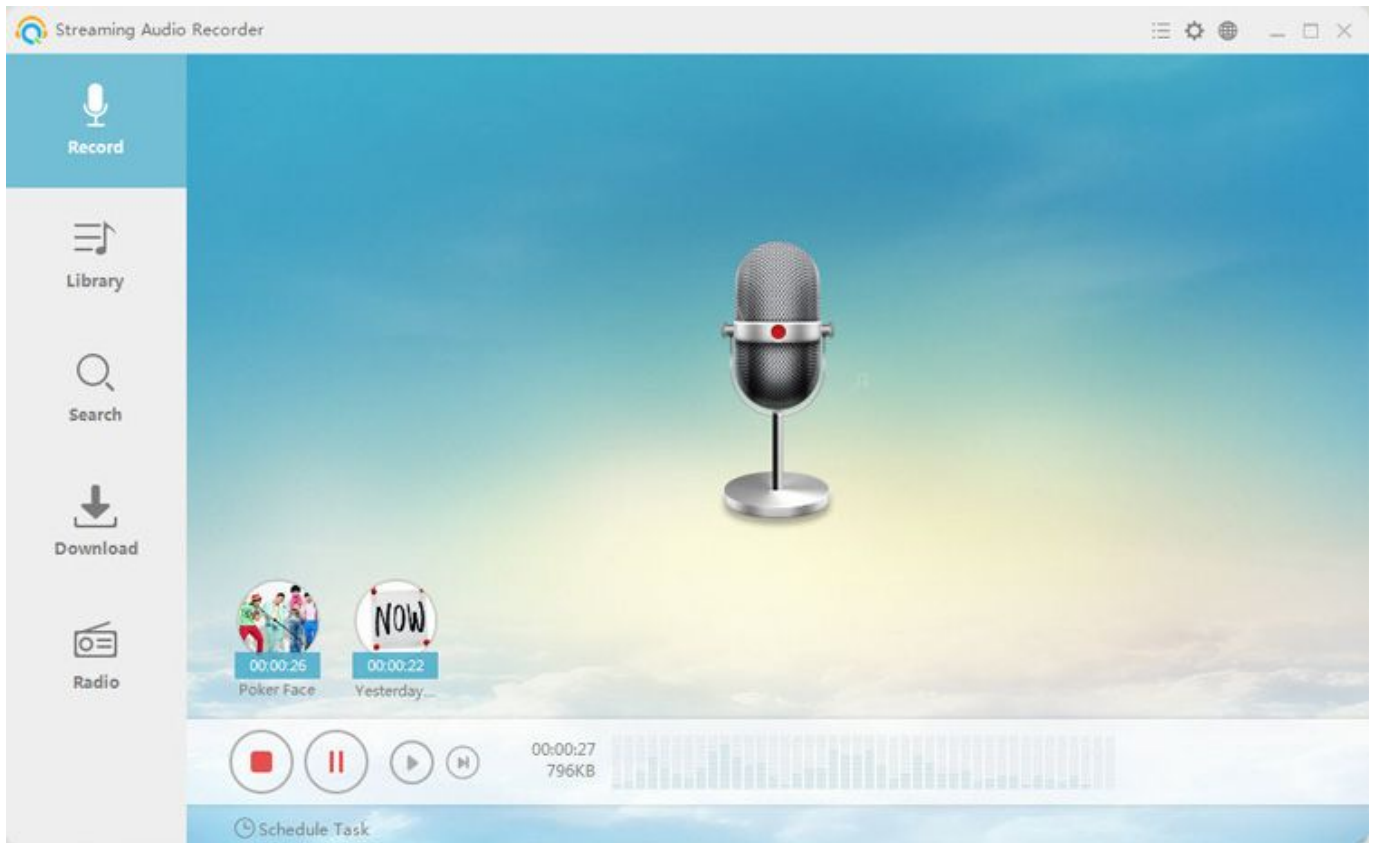 Streaming Audio Recorder
Record
Library
Search
Download
Radio
NOW
00:00:26
00:00:22
Poker Face
Yesterday...
00:00:27
796KB
Schedule Task